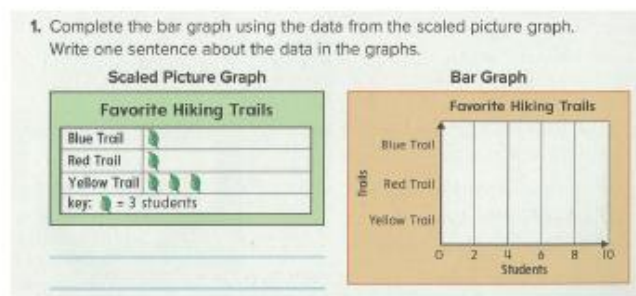 1. Complete the bar graph using the data from the scaled picture graph.
Write one sentence about the data in the graphs.
Scaled Picture Graph
Favorite Hiking Trails
Blue Trail
Red Trail
Yellow Trail
key: = 3 students
Bar Graph
Favorite Hiking Trails
Trails
Blue Trail
Red Trail
Yellow Trail
0 2 4 6 8 10
Students